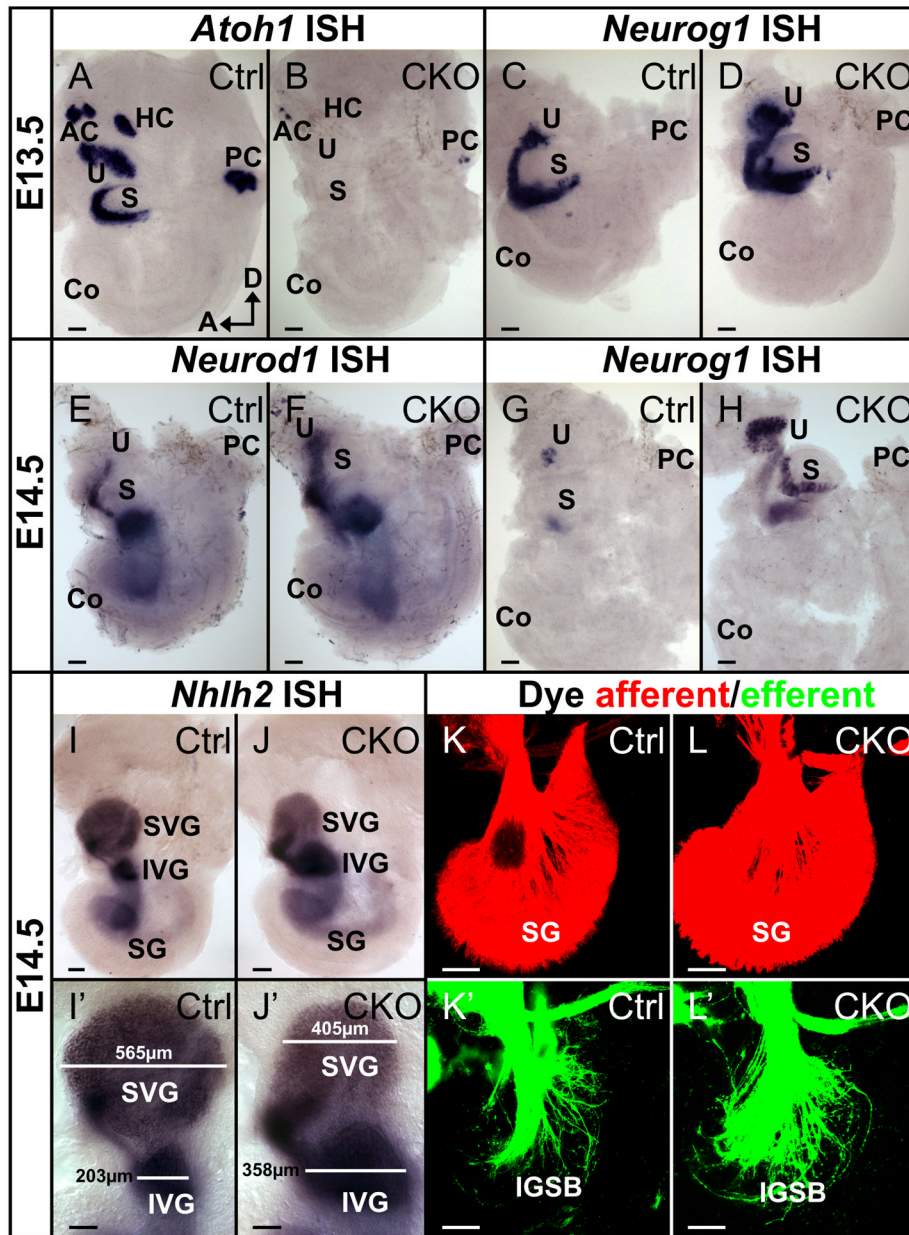 Atoh1 ISH
Neurog1 ISH
E13.5
A
Ctrl
AC
HC
U
PC
S
Co
D
A
B
CKO
AC
HC
U
PC
S
C
Ctrl
U
PC
S
Co
D
CKO
U
PC
S
Co
Neurod1 ISH
Neurog1 ISH
E14.5
E
Ctrl
U
PC
S
Co
F
CKO
U
PC
S
Co
G
Ctrl
U
PC
S
Co
H
CKO
U
PC
S
Co
Nhlh2 ISH
Dye afferent/efferent
E14.5
I
Ctrl
SVG
IVG
SG
J
CKO
SVG
IVG
SG
K
Ctrl
SG
L
CKO
SG
I'
Ctrl
565µm
SVG
203µm
IVG
J'
CKO
405µm
SVG
358µm
IVG
K'
Ctrl
IGSB
L'
CKO
IGSB